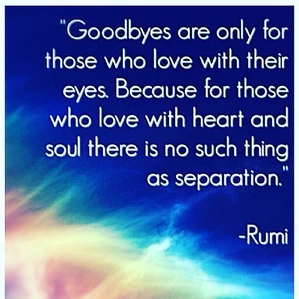 "Goodbyes are only for
those who love with their
eyes. Because for those
who love with heart and
soul there is no such thing
as separation."
-Rumi